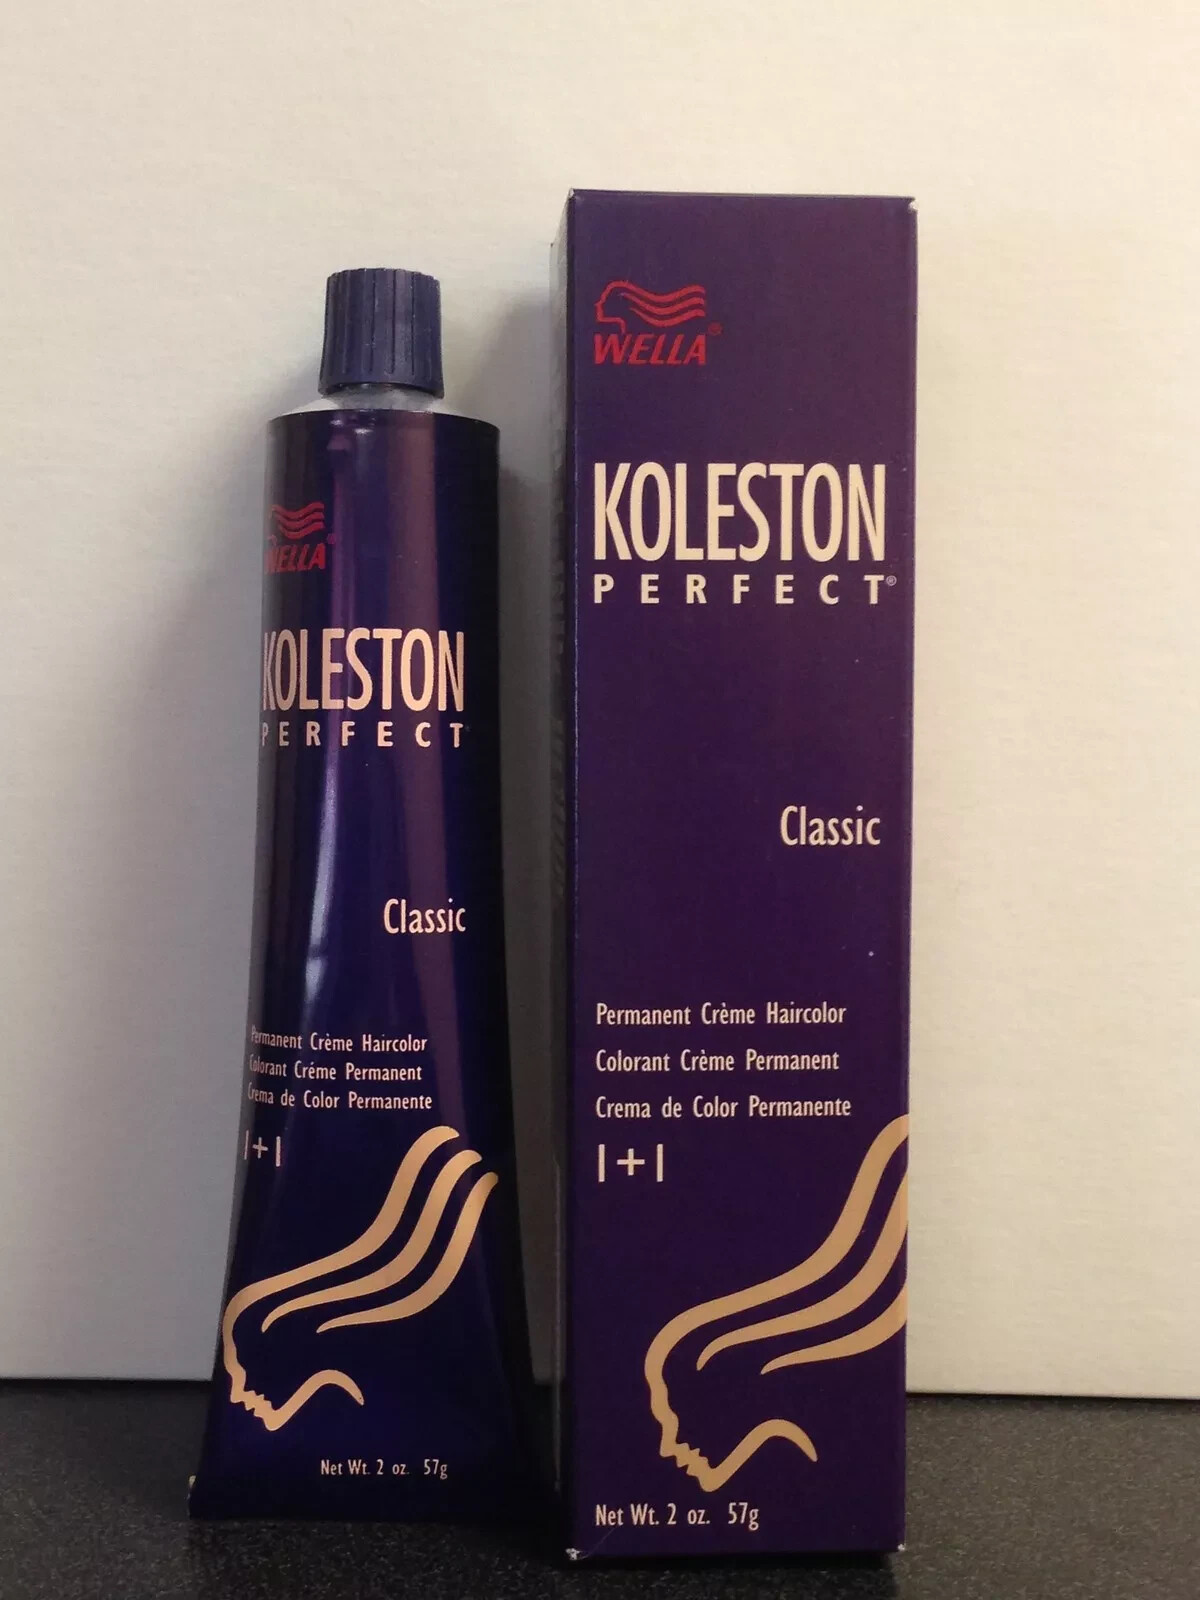 WELLA®
KOLESTON
PERFECT
Classic
Permanent Crème Haircolor
Colorant Créme Permanent
Crema de Color Permanente
1+1
Net Wt. 2 oz. 57g
WELLA®
KOLESTON
PERFECT®
Classic
Permanent Crème Haircolor
Colorant Crème Permanent
Crema de Color Permanente
1+1
Net Wt. 2 oz. 57g